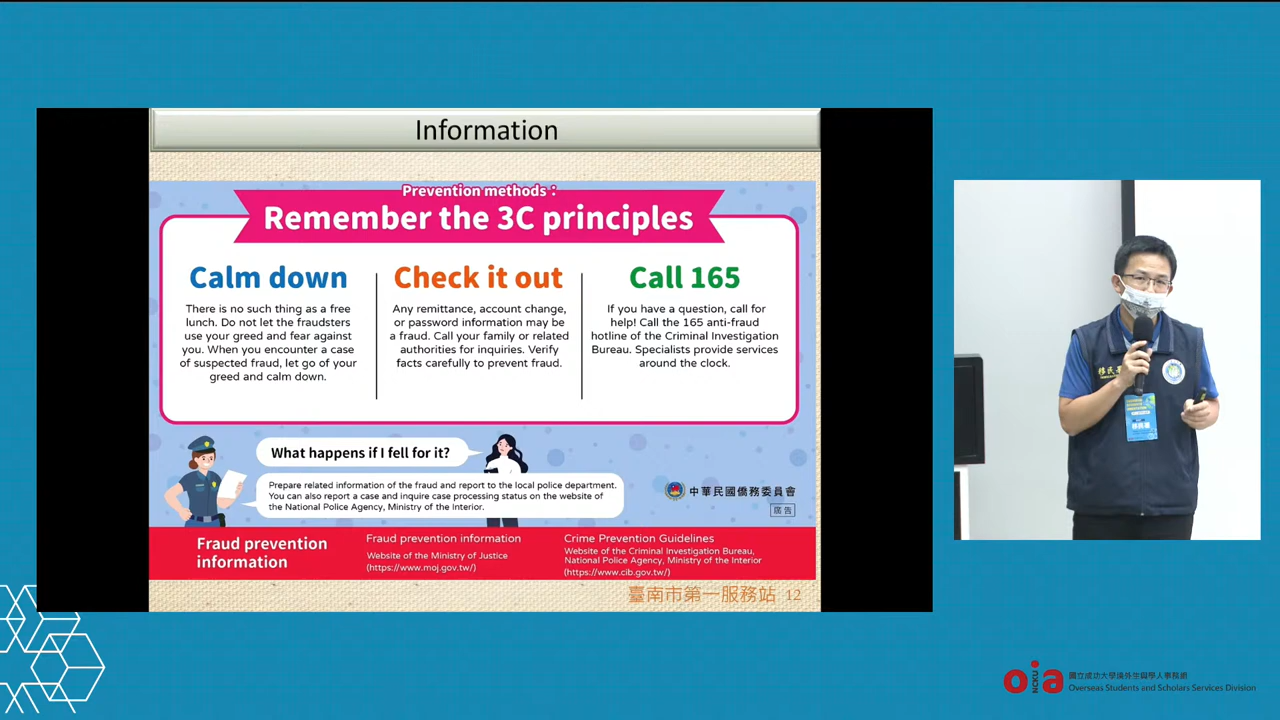 Information
Prevention methods：
Remember the 3C principles
Calm down
There is no such thing as a free
lunch. Do not let the fraudsters
use your greed and fear against
you. When you encounter a case
of suspected fraud, let go of your
greed and calm down.
Check it out
Any remittance, account change,
or password information may be
a fraud. Call your family or related
authorities for inquiries. Verify
facts carefully to prevent fraud.
Call 165
If you have a question, call for
help! Call the 165 anti-fraud
hotline of the Criminal Investigation
Bureau. Specialists provide services
around the clock.
What happens if I fell for it?
Prepare related information of the fraud and report to the local police department.
You can also report a case and inquire case processing status on the website of
the National Police Agency, Ministry of the Interior.
中華民國僑務委員會
廣告
Fraud prevention
information
Fraud prevention information
Website of the Ministry of Justice
(https://www.moj.gov.tw/)
Crime Prevention Guidelines
Website of the Criminal Investigation Bureau,
National Police Agency, Ministry of the Interior
(https://www.cib.gov.tw/)
臺南市第一服務站 12
移民
NCKU
oia
國立成功大學境外生與學人事務組
Overseas Students and Scholars Services Division